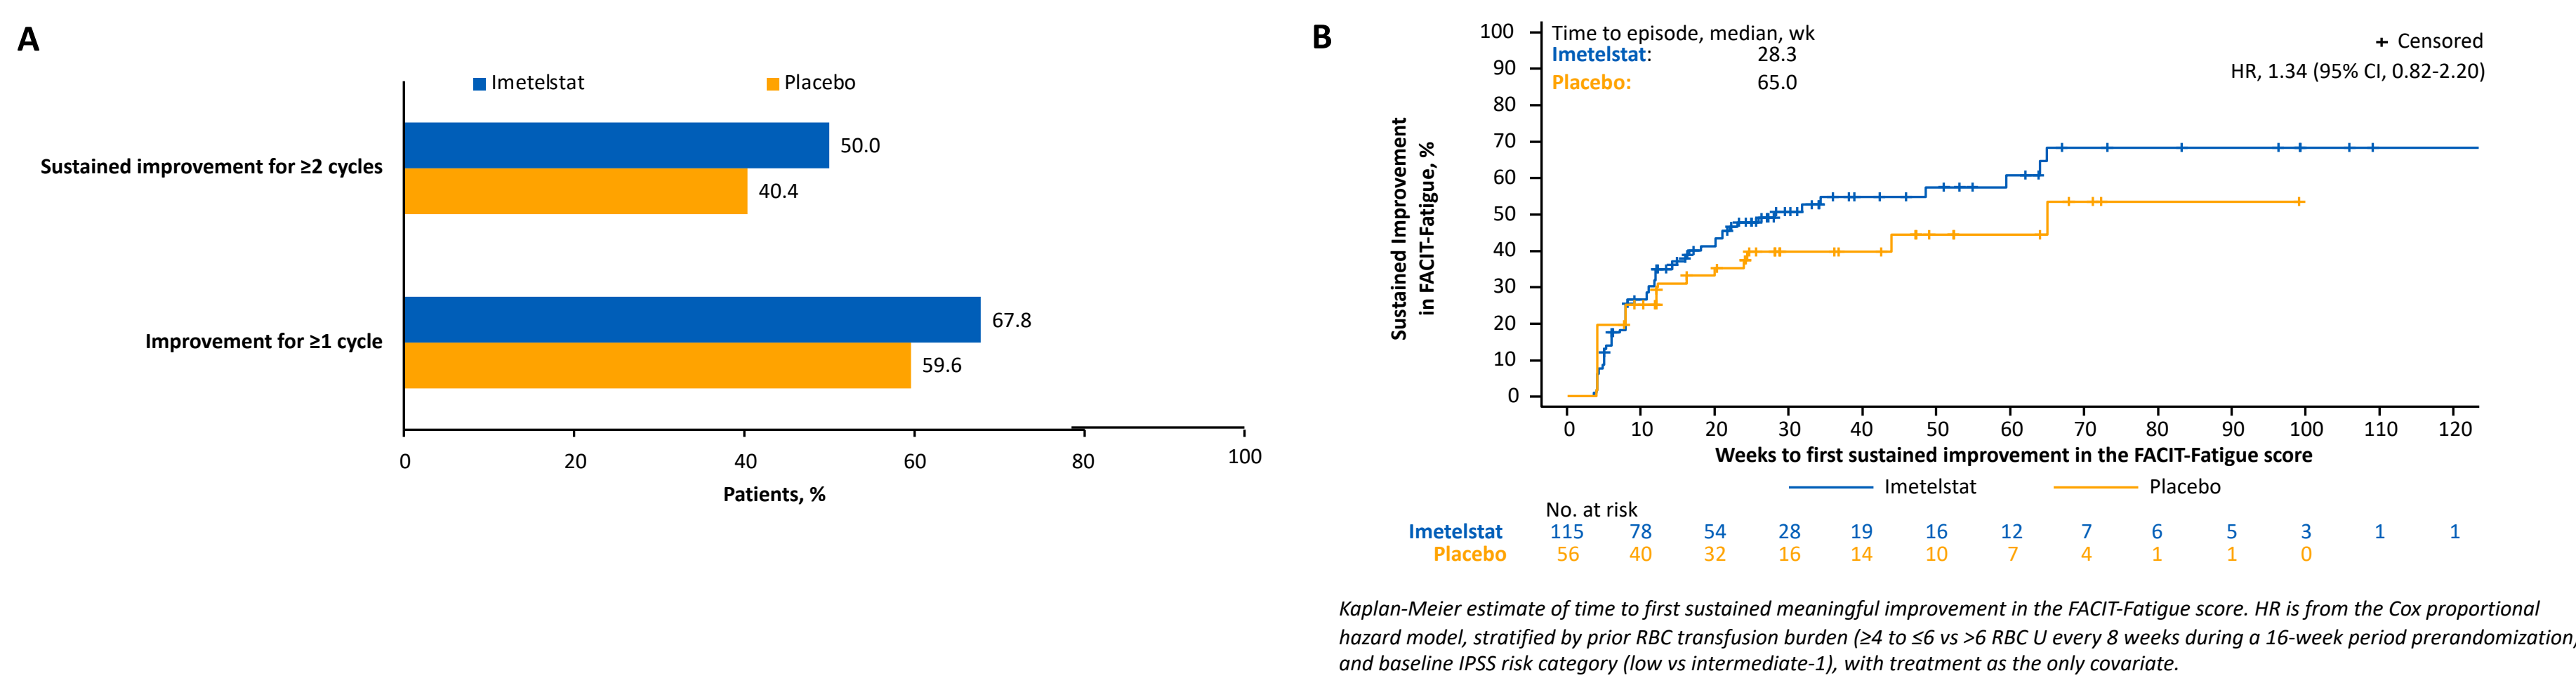 A
Imetelstat Placebo
Sustained improvement for ≥2 cycles
50.0
40.4
Improvement for ≥1 cycle
67.8
59.6
0 20 40 60 80 100
Patients, %
B
Time to episode, median, wk
Imetelstat: 28.3
Placebo: 65.0
+ Censored
HR, 1.34 (95% CI, 0.82-2.20)
Sustained Improvement
in FACIT-Fatigue, %
100
90
80
70
60
50
40
30
20
10
0
0 10 20 30 40 50 60 70 80 90 100 110 120
Weeks to first sustained improvement in the FACIT-Fatigue score
Imetelstat Placebo
No. at risk
Imetelstat 115 78 54 28 19 16 12 7 6 5 3 1 1
Placebo 56 40 32 16 14 10 7 4 1 1 0
Kaplan-Meier estimate of time to first sustained meaningful improvement in the FACIT-Fatigue score. HR is from the Cox proportional
hazard model, stratified by prior RBC transfusion burden (≥4 to ≤6 vs >6 RBC U every 8 weeks during a 16-week period prerandomization,
and baseline IPSS risk category (low vs intermediate-1), with treatment as the only covariate.